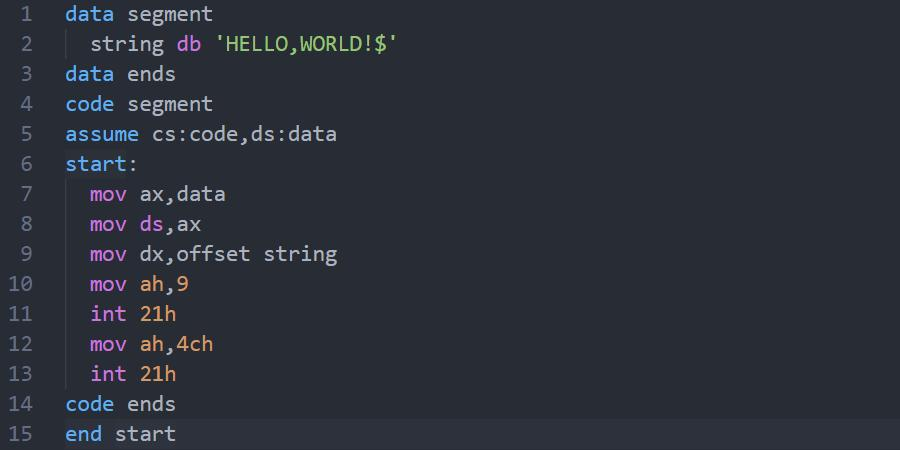 1 data segment
2 string db 'HELLO,WORLD!$'
3 data ends
4 code segment
5 assume cs:code,ds:data
6 start:
7 mov ax,data
8 mov ds,ax
9 mov dx,offset string
10 mov ah,9
11 int 21h
12 mov ah,4ch
13 int 21h
14 code ends
15 end start